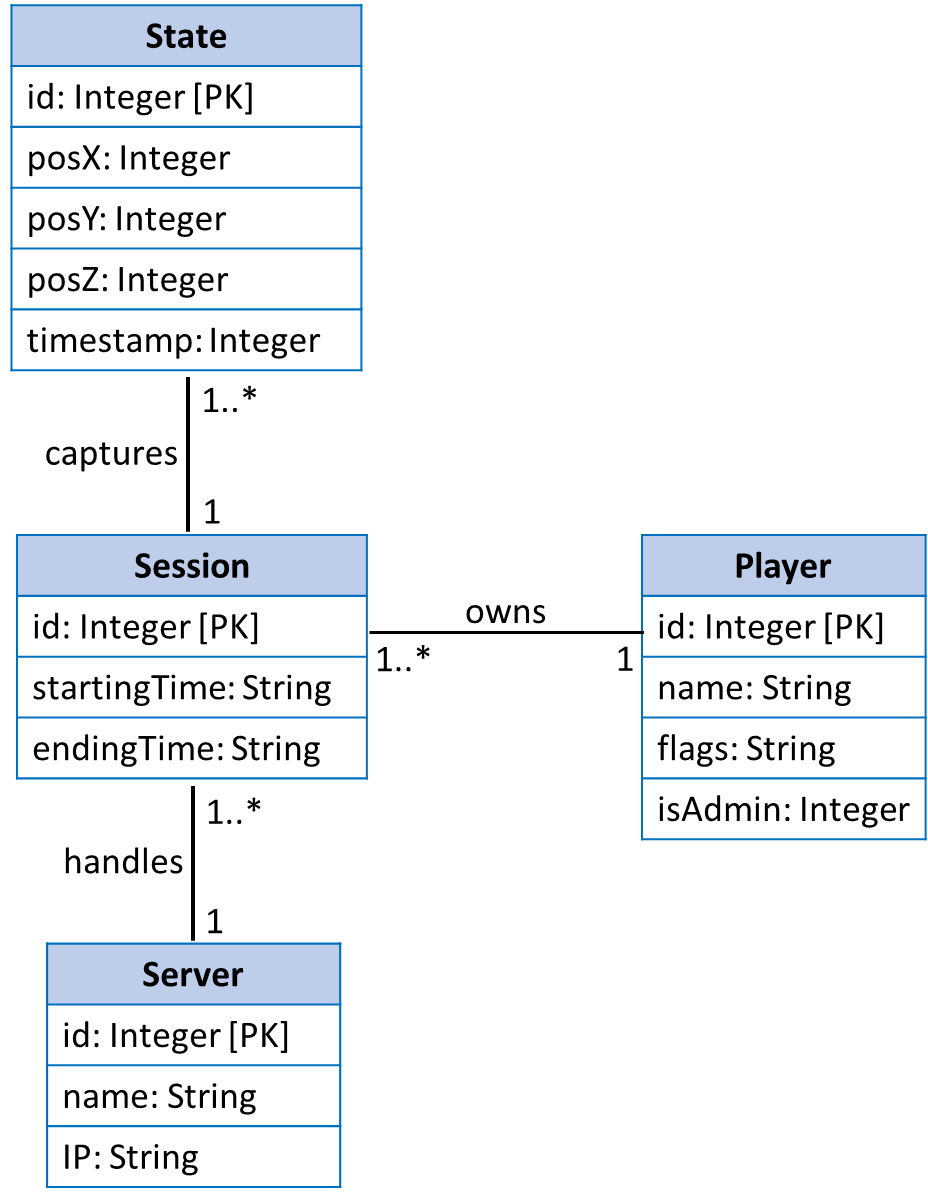 State
id: Integer [PK]
posX: Integer
posY: Integer
posZ: Integer
timestamp: Integer
1..*
captures
1
Session
id: Integer [PK]
startingTime: String
endingTime: String
owns
1..*
1
Player
id: Integer [PK]
name: String
flags: String
isAdmin: Integer
1..*
handles
1
Server
id: Integer [PK]
name: String
IP: String